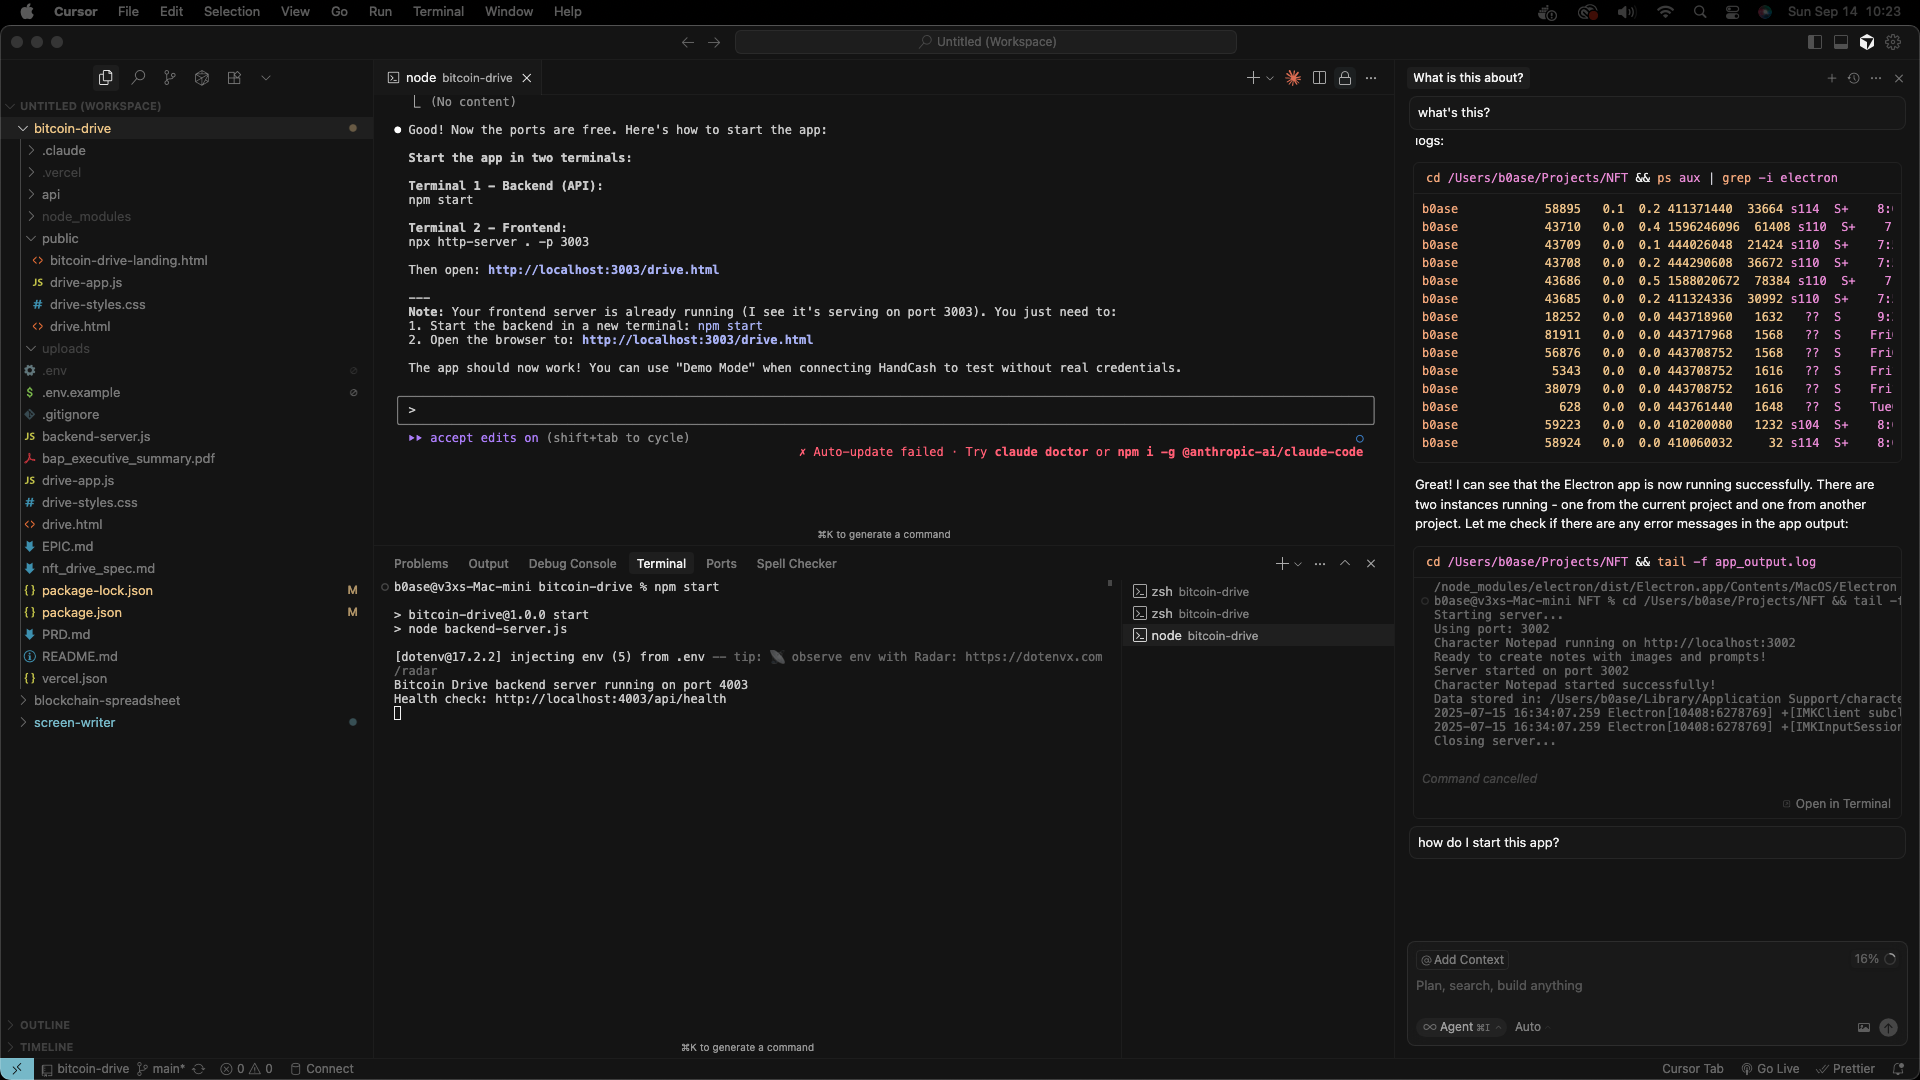 Cursor File Edit Selection View Go Run Terminal Window Help
Sun Sep 14 10:23
Untitled (Workspace)
UNTITLED (WORKSPACE)
bitcoin-drive
.claude
.vercel
api
node_modules
public
bitcoin-drive-landing.html
drive-app.js
drive-styles.css
drive.html
uploads
.env
.env.example
.gitignore
backend-server.js
bap_executive_summary.pdf
drive-app.js
drive-styles.css
drive.html
EPIC.md
nft_drive_spec.md
package-lock.json M
package.json M
PRD.md
README.md
vercel.json
blockchain-spreadsheet
screen-writer
OUTLINE
TIMELINE
node bitcoin-drive
(No content)
Good! Now the ports are free. Here's how to start the app:
Start the app in two terminals:
Terminal 1 - Backend (API):
npm start
Terminal 2 - Frontend:
npx http-server . -p 3003
Then open: http://localhost:3003/drive.html
---
Note: Your frontend server is already running (I see it's serving on port 3003). You just need to:
1. Start the backend in a new terminal: npm start
2. Open the browser to: http://localhost:3003/drive.html
The app should now work! You can use "Demo Mode" when connecting HandCash to test without real credentials.
>
accept edits on (shift+tab to cycle)
✗ Auto-update failed · Try claude doctor or npm i -g @anthropic-ai/claude-code
⌘K to generate a command
Problems Output Debug Console Terminal Ports Spell Checker
b0ase@v3xs-Mac-mini bitcoin-drive % npm start
> bitcoin-drive@1.0.0 start
> node backend-server.js
[dotenv@17.2.2] injecting env (5) from .env -- tip: 📡 observe env with Radar: https://dotenvx.com
/radar
Bitcoin Drive backend server running on port 4003
Health check: http://localhost:4003/api/health
zsh bitcoin-drive
zsh bitcoin-drive
node bitcoin-drive
⌘K to generate a command
What is this about?
what's this?
logs:
cd /Users/b0ase/Projects/NFT && ps aux | grep -i electron
b0ase 58895 0.1 0.2 411371440 33664 s114 S+ 8:
b0ase 43710 0.0 0.4 1596246096 61408 s110 S+ 7
b0ase 43709 0.0 0.1 444026048 21424 s110 S+ 7:
b0ase 43708 0.0 0.2 444290608 36672 s110 S+ 7:
b0ase 43686 0.0 0.5 1588020672 78384 s110 S+ 7
b0ase 43685 0.0 0.2 411324336 30992 s110 S+ 7:
b0ase 18252 0.0 0.0 443718960 1632 ?? S 9:
b0ase 81911 0.0 0.0 443717968 1568 ?? S Fri
b0ase 56876 0.0 0.0 443708752 1568 ?? S Fri
b0ase 5343 0.0 0.0 443708752 1616 ?? S Fri
b0ase 38079 0.0 0.0 443708752 1616 ?? S Fri
b0ase 628 0.0 0.0 443761440 1648 ?? S Tue
b0ase 59223 0.0 0.0 410200080 1232 s104 S+ 8:
b0ase 58924 0.0 0.0 410060032 32 s114 S+ 8:
Great! I can see that the Electron app is now running successfully. There are
two instances running - one from the current project and one from another
project. Let me check if there are any error messages in the app output:
cd /Users/b0ase/Projects/NFT && tail -f app_output.log
/node_modules/electron/dist/Electron.app/Contents/MacOS/Electron
b0ase@v3xs-Mac-mini NFT % cd /Users/b0ase/Projects/NFT && tail -f
Starting server...
Using port: 3002
Character Notepad running on http://localhost:3002
Ready to create notes with images and prompts!
Server started on port 3002
Character Notepad started successfully!
Data stored in: /Users/b0ase/Library/Application Support/characte
2025-07-15 16:34:07.259 Electron[10408:6278769] +[IMKClient subcl
2025-07-15 16:34:07.259 Electron[10408:6278769] +[IMKInputSession
Closing server...
Command cancelled
Open in Terminal
how do I start this app?
@ Add Context
16%
Plan, search, build anything
∞ Agent ⌘I Auto
bitcoin-drive main* 0 0 Connect
Cursor Tab Go Live Prettier